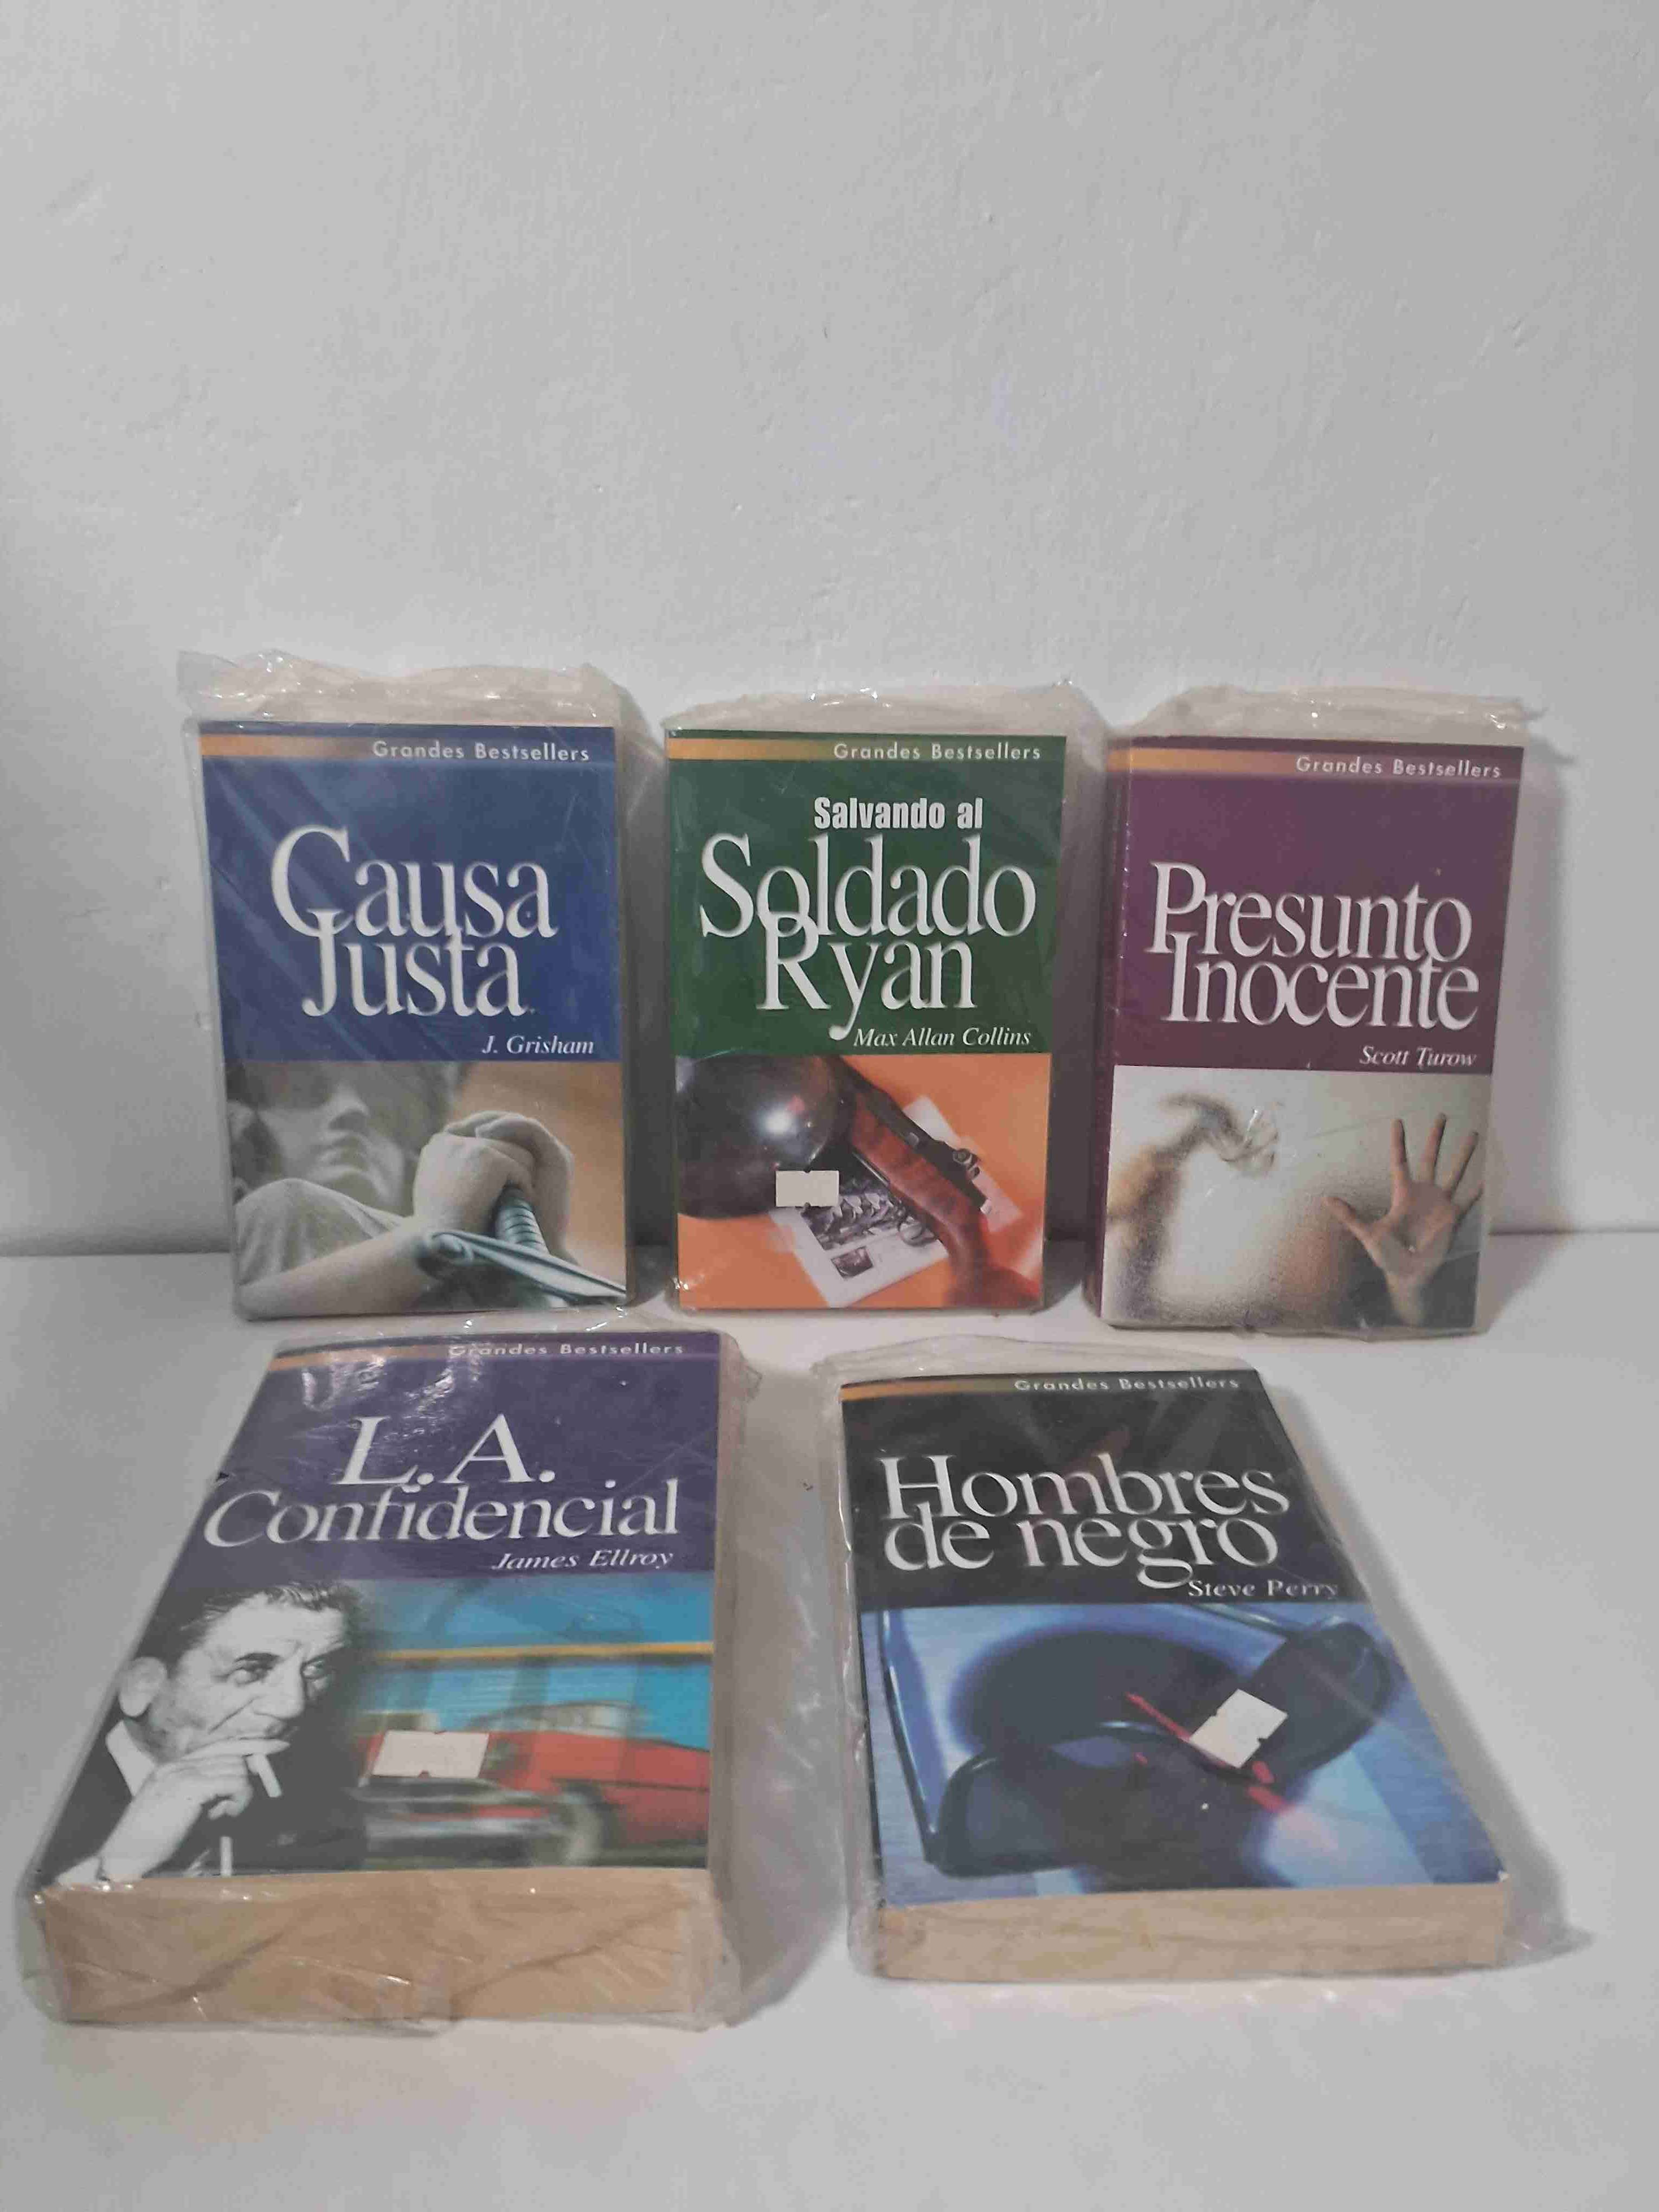 Grandes Bestsellers
Causa
Justa
J. Grisham
Grandes Bestsellers
Salvando al
Soldado
Ryan
Max Allan Collins
Grandes Bestsellers
Presunto
Inocente
Scott Turow
Grandes Bestsellers
L.A.
Confidencial
James Ellroy
Grandes Bestsellers
Hombres
de negro
Steve Perry